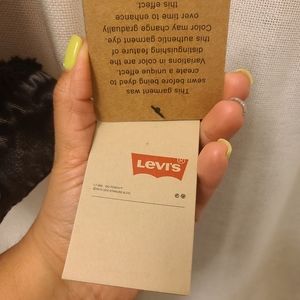 This garment was
sewn before being dyed to
create a unique effect.
Variations in color are the
distinguishing feature of
this authentic garment dye.
Color may change gradually
over time to enhance
this effect.
LEVI'S